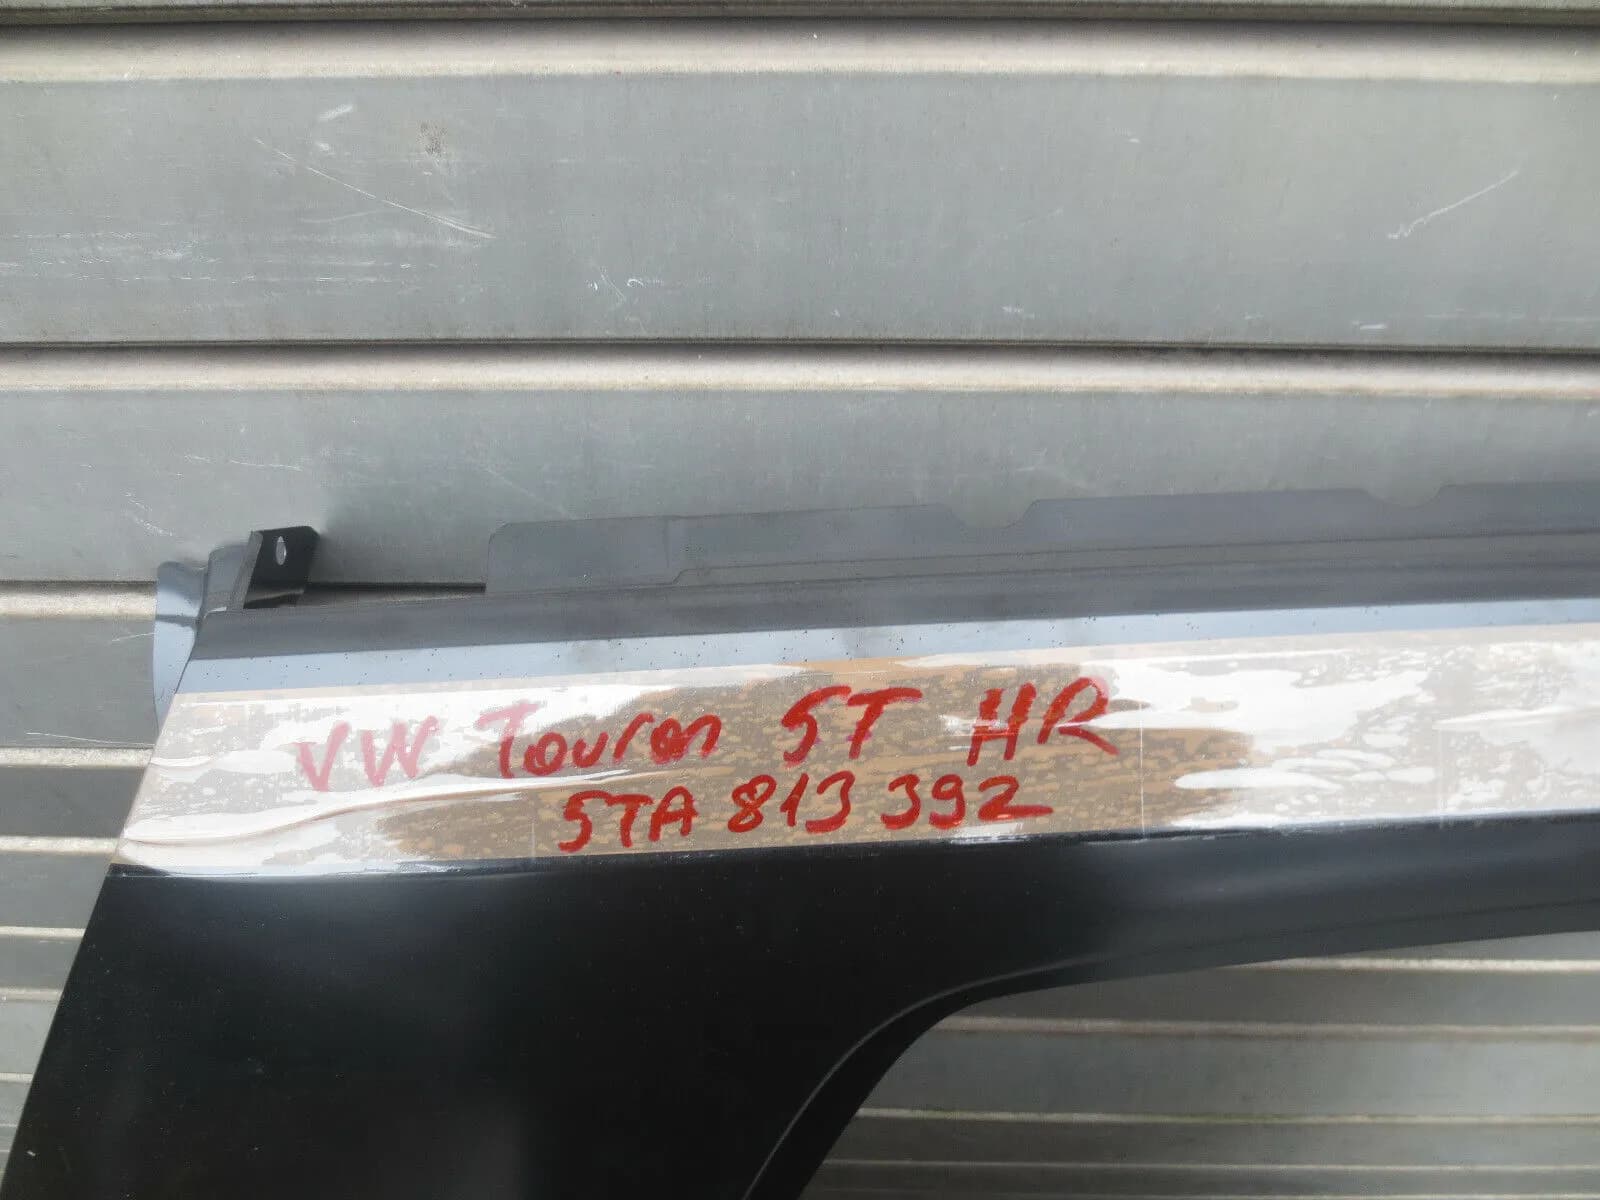 VW Touran 5T HR
5TA 813 392